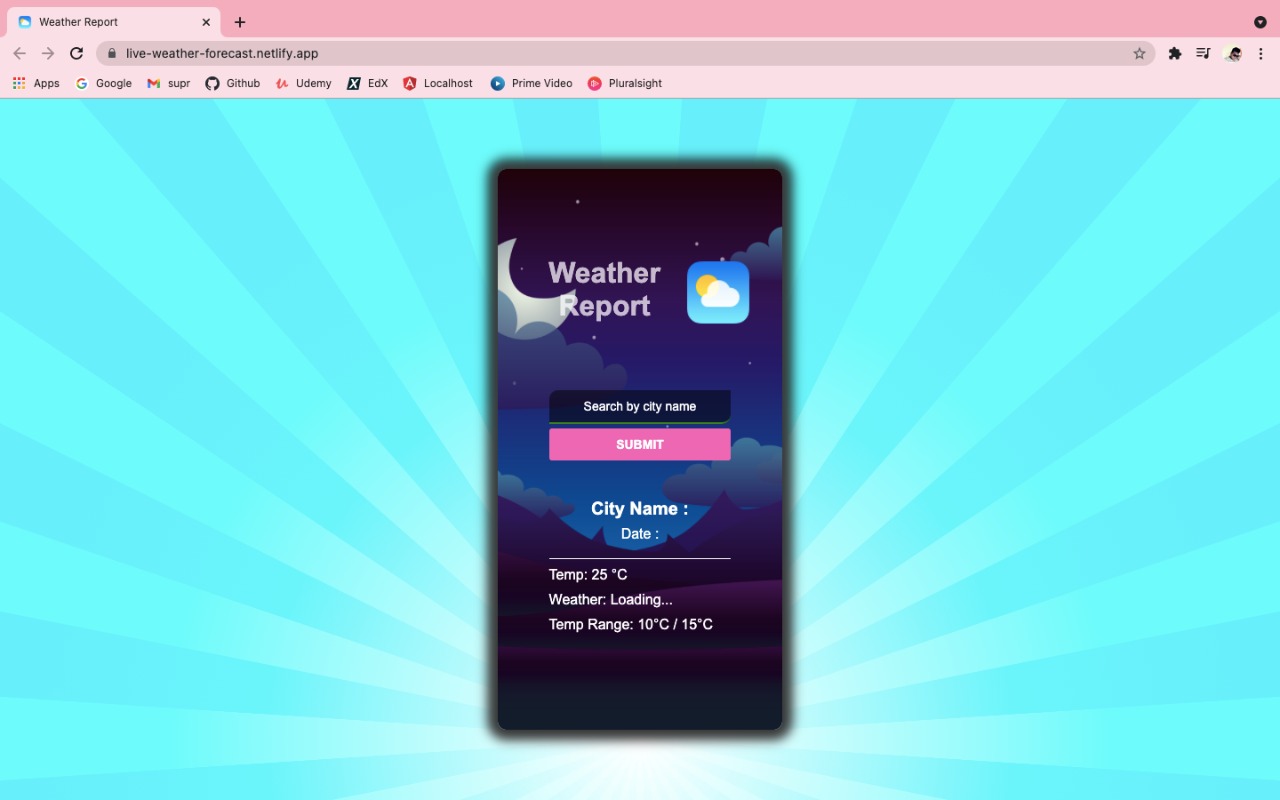 Weather Report
live-weather-forecast.netlify.app
Apps Google supr Github Udemy EdX Localhost Prime Video Pluralsight
Weather
Report
Search by city name
SUBMIT
City Name :
Date :
Temp: 25 °C
Weather: Loading...
Temp Range: 10°C / 15°C